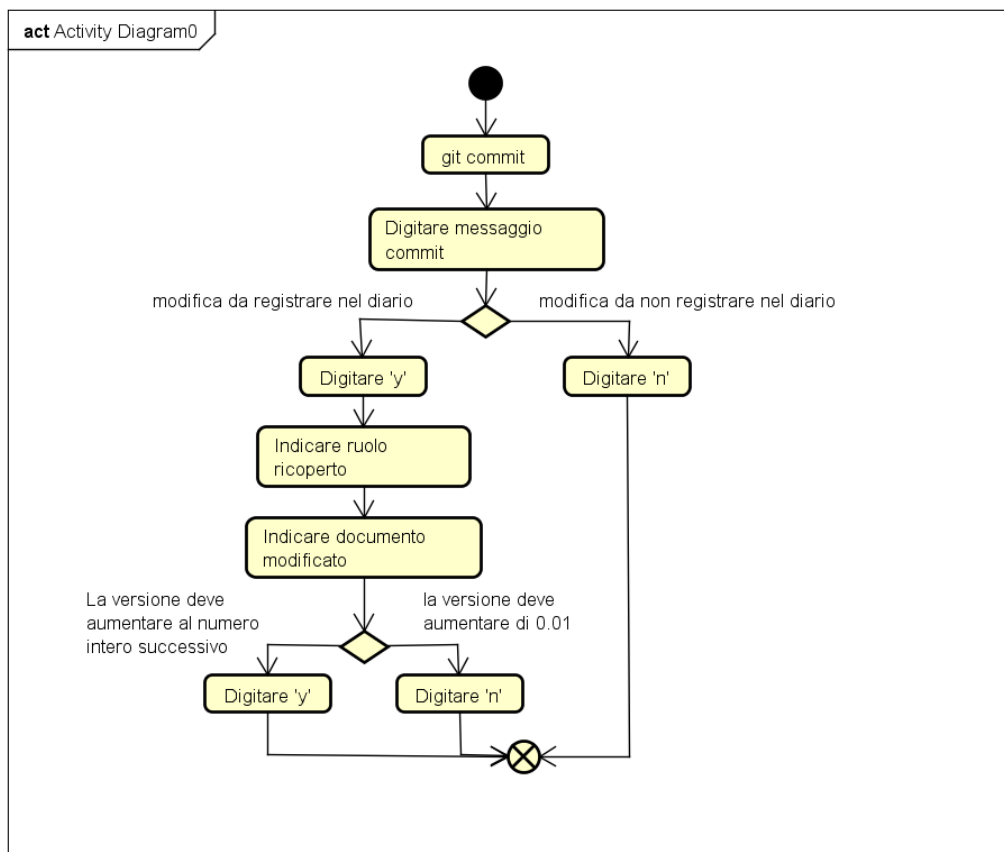 act Activity Diagram0
git commit
Digitare messaggio
commit
modifica da registrare nel diario
modifica da non registrare nel diario
Digitare 'y'
Digitare 'n'
Indicare ruolo
ricoperto
Indicare documento
modificato
La versione deve
aumentare al numero
intero successivo
la versione deve
aumentare di 0.01
Digitare 'y'
Digitare 'n'